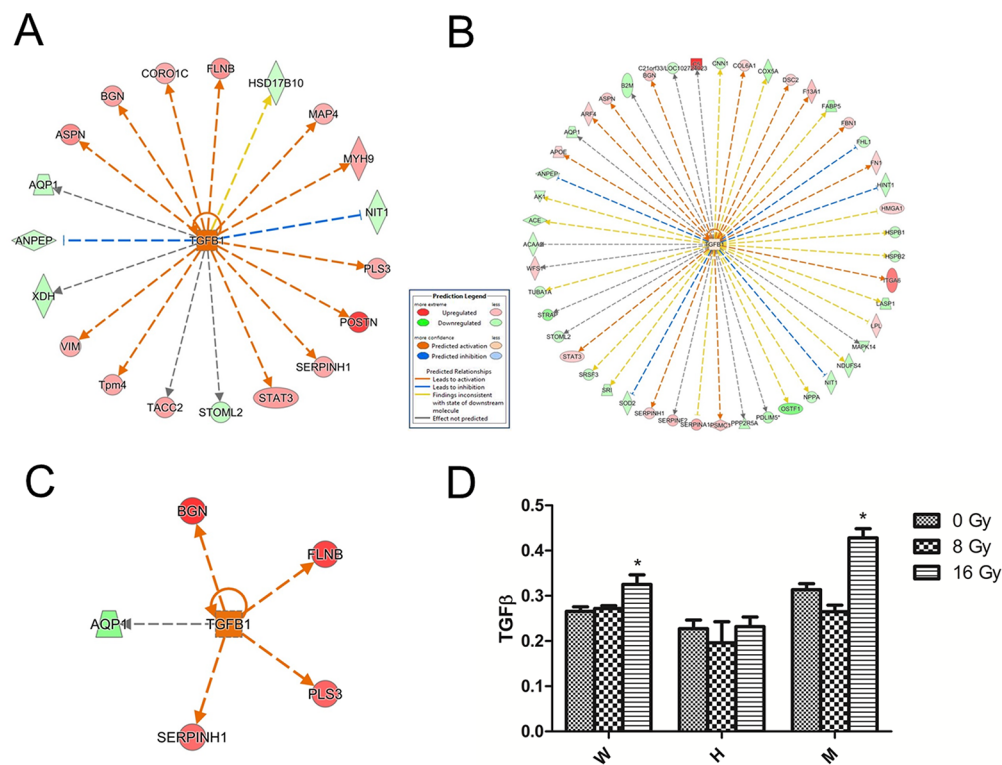 A
CORO1C
FLNB
HSD17B10
BGN
MAP4
ASPN
MYH9
AQP1
NIT1
ANPEP
TGFB1
PLS3
XDH
POSTN
VIM
SERPINH1
Tpm4
STAT3
TACC2
STOML2
Prediction Legend
more extreme less
Upregulated
Downregulated
more confidence less
Predicted activation
Predicted inhibition
Predicted Relationships
Leads to activation
Leads to inhibition
Findings inconsistent
with state of downstream
molecule
Effect not predicted
B
CNN1
COL6A1
COX5A
DSC2
F13A1
FABP5
FBN1
FHL1
FN1
HINT1
HMGA1
HSPB1
HSPB2
ITGA6
LASP1
LPL
MAPK14
NDUFS4
NIT1
NPPA
OSTF1
PDLIM5*
PPP2R5A
PSMC1
SERPINA1
SERPINF2
SERPINH1
SOD2
SRI
SRSF3
STAT3
STOML2
STRAP
TUBA1A
WFS1
ACE
AK1
ANPEP
APOE
AQP1
ARF4
ASPN
B2M
BGN
TGFB1
C
BGN
FLNB
AQP1
TGFB1
PLS3
SERPINH1
D
TGFβ
0.5
0.4
0.3
0.2
0.1
0.0
*
*
W
H
M
0 Gy
8 Gy
16 Gy